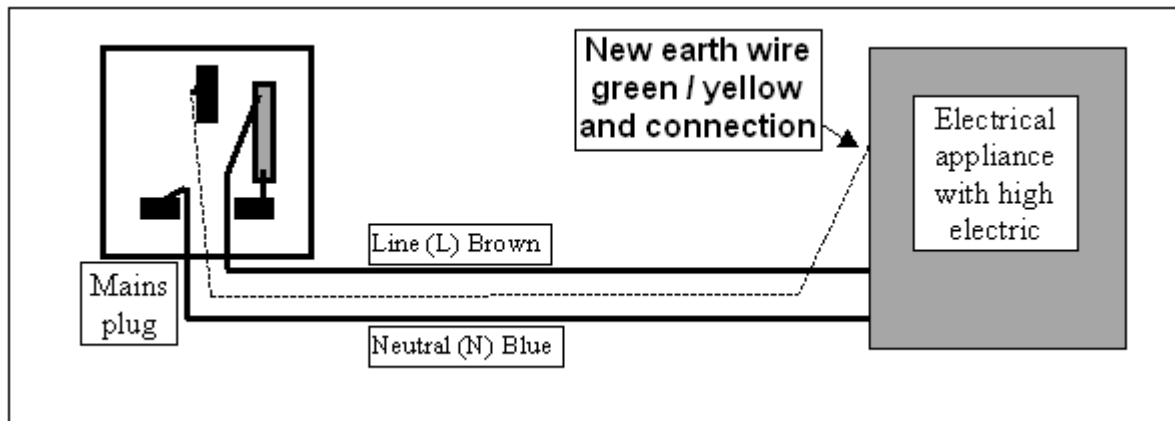 New earth wire
green / yellow
and connection
Electrical
appliance
with high
electric
Line (L) Brown
Mains
plug
Neutral (N) Blue